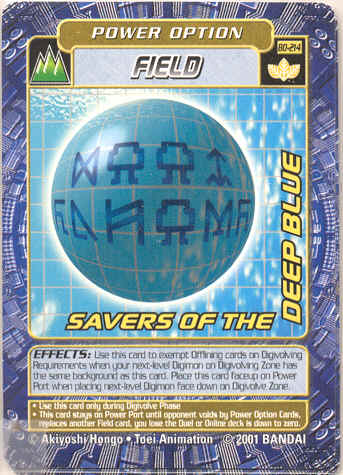 POWER OPTION
BO-214
FIELD
SAVERS OF THE
DEEP BLUE
EFFECTS: Use this card to exempt Offlining cards on Digivolving
Requirements when your next-level Digimon on Digivolving Zone has
the same background as this card. Place this card faceup on Power
Port when placing next-level Digimon face down on Digivolve Zone.
• Use this card only during Digivolve Phase
• This card stays on Power Port until opponent voids by Power Option Cards,
replaces another Field card, you lose the Duel or Online deck is down to zero.
© Akiyoshi Hongo • Toei Animation © 2001 BANDAI